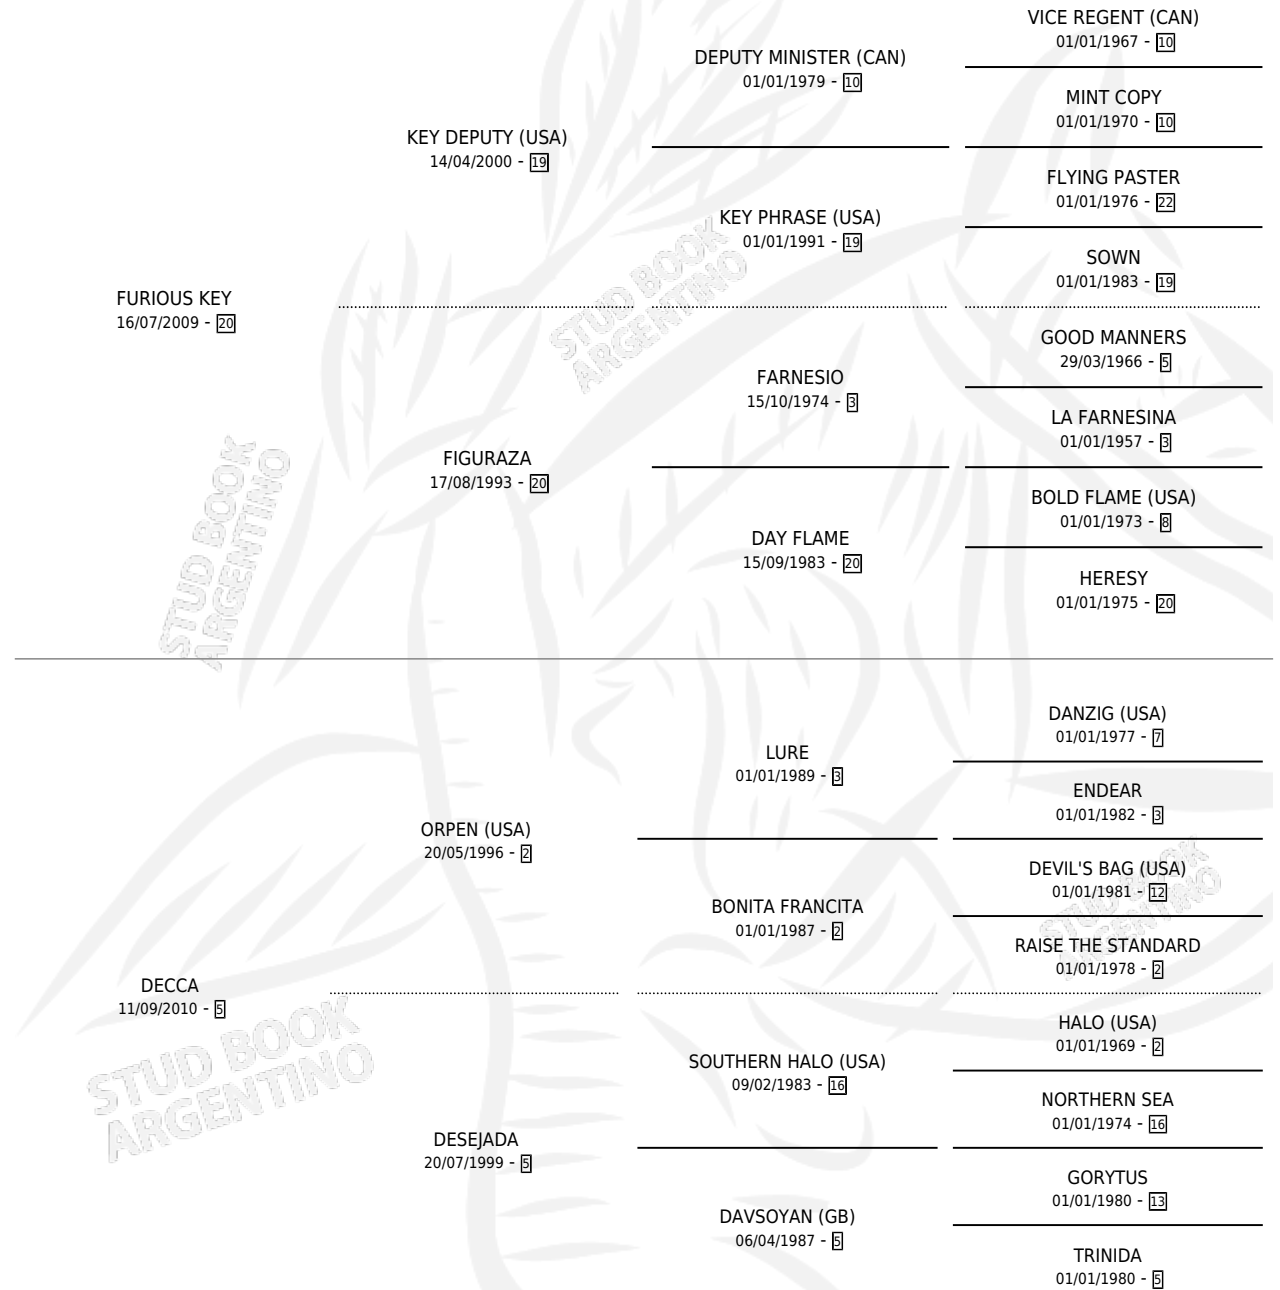 VICE REGENT (CAN)
01/01/1967 - 10
DEPUTY MINISTER (CAN)
01/01/1979 - 10
MINT COPY
01/01/1970 - 10
KEY DEPUTY (USA)
14/04/2000 - 19
FLYING PASTER
01/01/1976 - 22
KEY PHRASE (USA)
01/01/1991 - 19
SOWN
01/01/1983 - 19
FURIOUS KEY
16/07/2009 - 20
STUD BOOK
ARGENTINO
GOOD MANNERS
29/03/1966 - 5
FARNESIO
15/10/1974 - 3
LA FARNESINA
01/01/1957 - 3
FIGURAZA
17/08/1993 - 20
BOLD FLAME (USA)
01/01/1973 - 8
DAY FLAME
15/09/1983 - 20
HERESY
01/01/1975 - 20
STUD BOOK
ARGENTINO
DANZIG (USA)
01/01/1977 - 7
LURE
01/01/1989 - 3
ENDEAR
01/01/1982 - 3
ORPEN (USA)
20/05/1996 - 2
DEVIL'S BAG (USA)
01/01/1981 - 12
BONITA FRANCITA
01/01/1987 - 2
RAISE THE STANDARD
01/01/1978 - 2
STUD BOOK
ARGENTINO
DECCA
11/09/2010 - 5
HALO (USA)
01/01/1969 - 2
SOUTHERN HALO (USA)
09/02/1983 - 16
NORTHERN SEA
01/01/1974 - 16
STUD BOOK
ARGENTINO
DESEJADA
20/07/1999 - 5
GORYTUS
01/01/1980 - 13
DAVSOYAN (GB)
06/04/1987 - 5
TRINIDA
01/01/1980 - 5